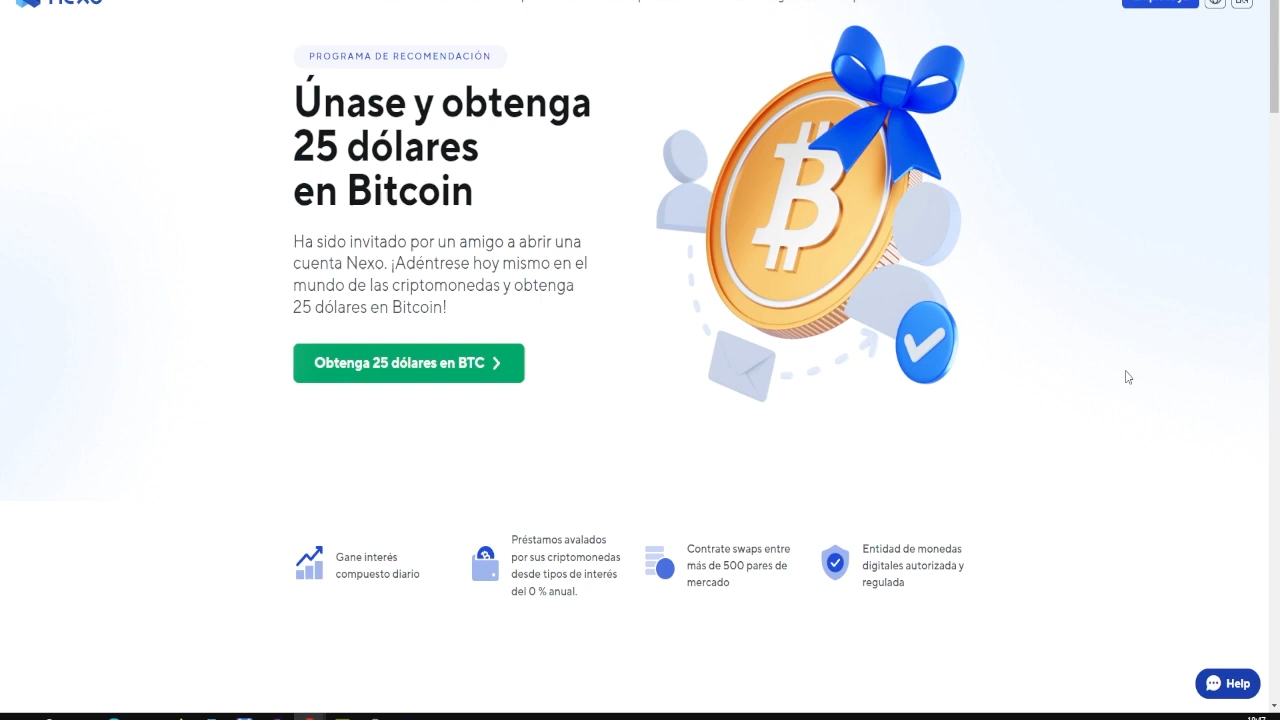 PROGRAMA DE RECOMENDACIÓN
Únase y obtenga
25 dólares
en Bitcoin
Ha sido invitado por un amigo a abrir una
cuenta Nexo. ¡Adéntrese hoy mismo en el
mundo de las criptomonedas y obtenga
25 dólares en Bitcoin!
Obtenga 25 dólares en BTC
Gane interés
compuesto diario
Préstamos avalados
por sus criptomonedas
desde tipos de interés
del 0 % anual.
Contrate swaps entre
más de 500 pares de
mercado
Entidad de monedas
digitales autorizada y
regulada
Help